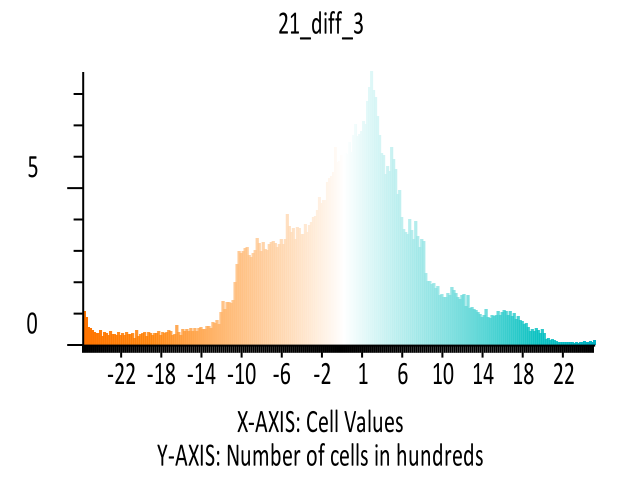 21_diff_3
5
0
-22 -18 -14 -10 -6 -2 1 6 10 14 18 22
X-AXIS: Cell Values
Y-AXIS: Number of cells in hundreds